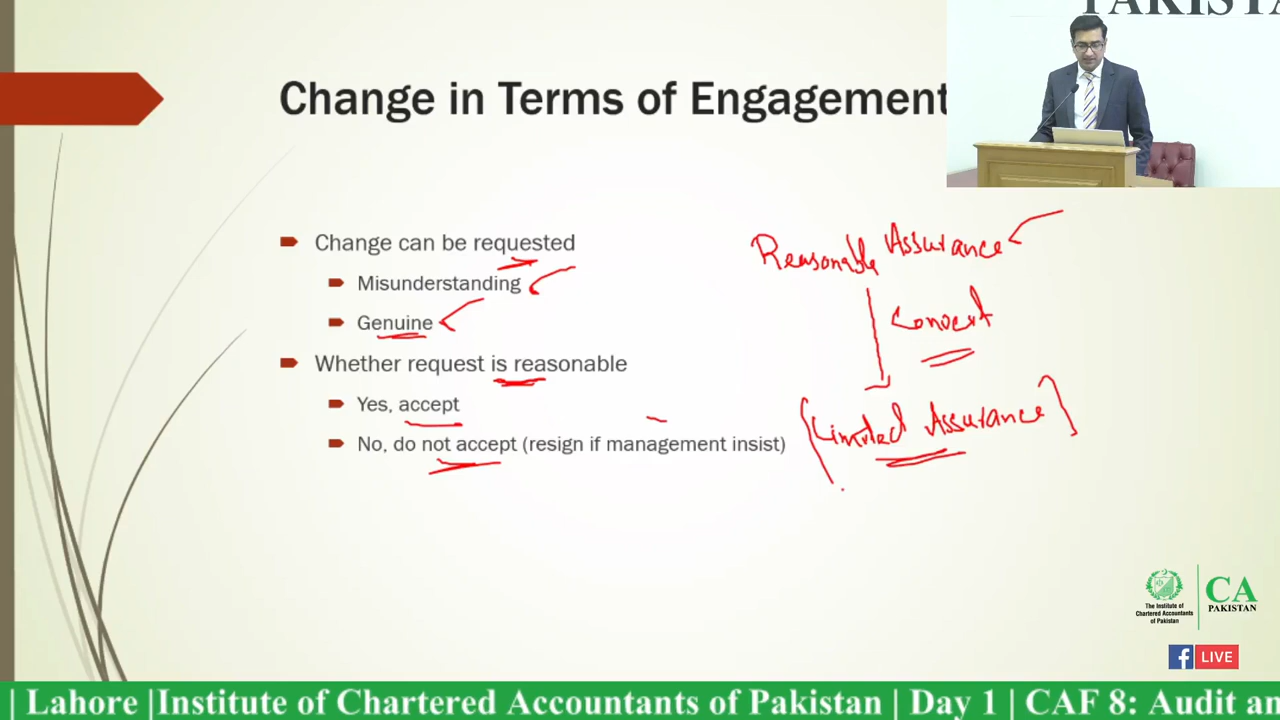 PAKISTAN
Change in Terms of Engagement
Change can be requested
Misunderstanding
Genuine
Whether request is reasonable
Yes, accept
No, do not accept (resign if management insist)
Reasonable Assurance
Convert
Limited Assurance
The Institute of
Chartered Accountants
of Pakistan
CA
PAKISTAN
f LIVE
| Lahore |Institute of Chartered Accountants of Pakistan | Day 1 | CAF 8: Audit an